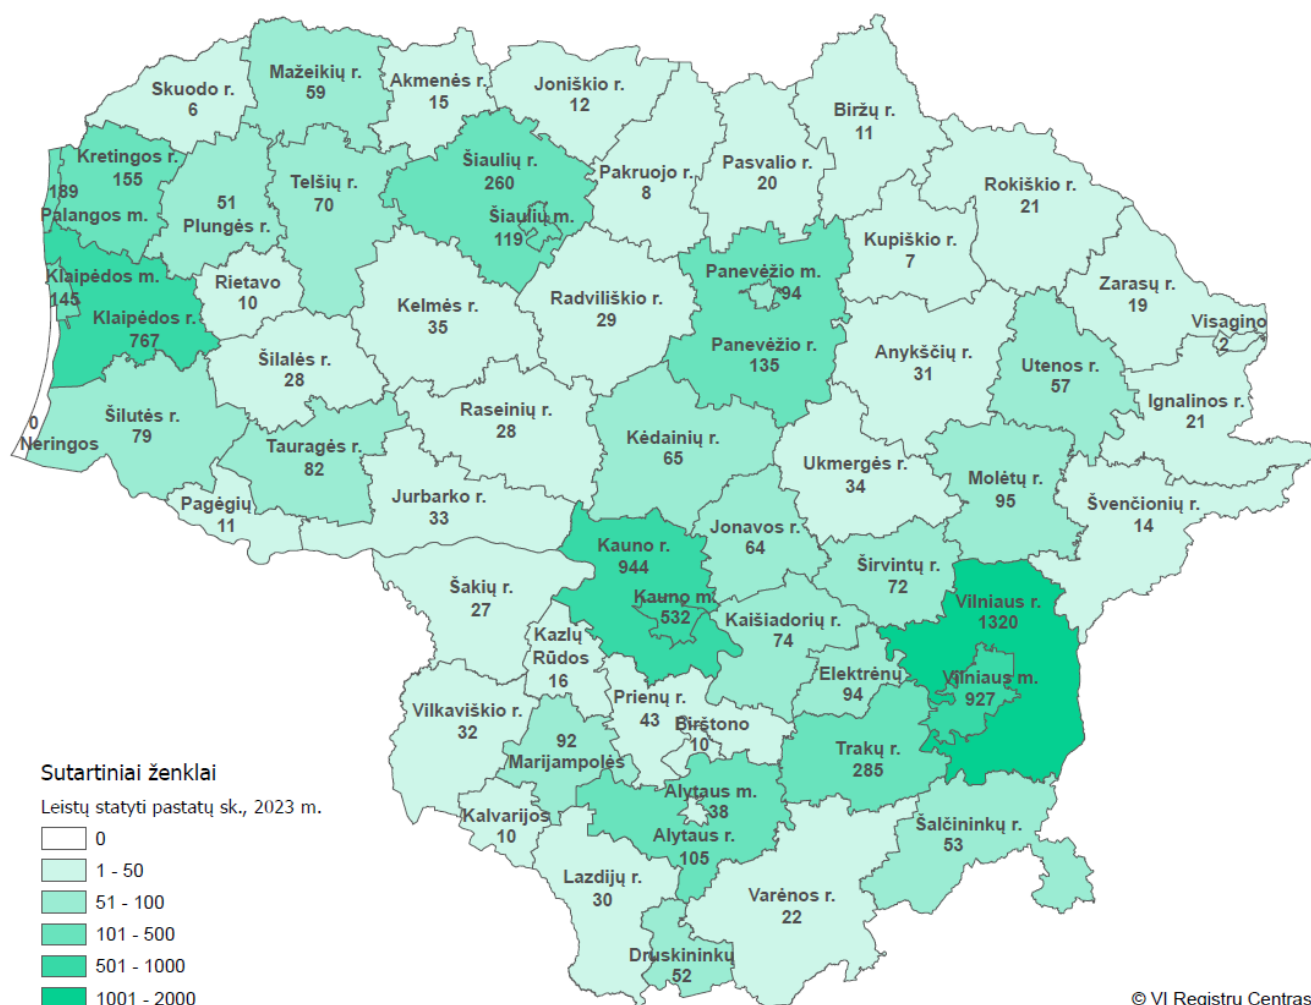 Skuodo r.
6
Mažeikių r.
59
Akmenės r.
15
Joniškio r.
12
Biržų r.
11
Kretingos r.
155
189
Palangos m.
51
Plungės r.
Telšių r.
70
Šiaulių r.
260
Šiaulių m.
119
Pakruojo r.
8
Pasvalio r.
20
Rokiškio r.
21
Kupiškio r.
7
Klaipėdos m.
145
Klaipėdos r.
767
Rietavo
10
Kelmės r.
35
Radviliškio r.
29
Panevėžio m.
94
Panevėžio r.
135
Zarasų r.
19
Visagino
2
Šilalės r.
28
Anykščių r.
31
Utenos r.
57
Ignalinos r.
21
0
Neringos
Šilutės r.
79
Tauragės r.
82
Raseinių r.
28
Kėdainių r.
65
Ukmergės r.
34
Molėtų r.
95
Švenčionių r.
14
Pagėgių
11
Jurbarko r.
33
Kauno r.
944
Kauno m.
532
Jonavos r.
64
Širvintų r.
72
Vilniaus r.
1320
Vilniaus m.
927
Šakių r.
27
Kazlų
Rūdos
16
Kaišiadorių r.
74
Elektrėnų
94
Vilkaviškio r.
32
Prienų r.
43
Birštono
10
92
Marijampolės
Trakų r.
285
Kalvarijos
10
Alytaus m.
38
Alytaus r.
105
Šalčininkų r.
53
Lazdijų r.
30
Varėnos r.
22
Druskininkų
52
Sutartiniai ženklai
Leistų statyti pastatų sk., 2023 m.
0
1 - 50
51 - 100
101 - 500
501 - 1000
1001 - 2000
© VI Registrų Centras